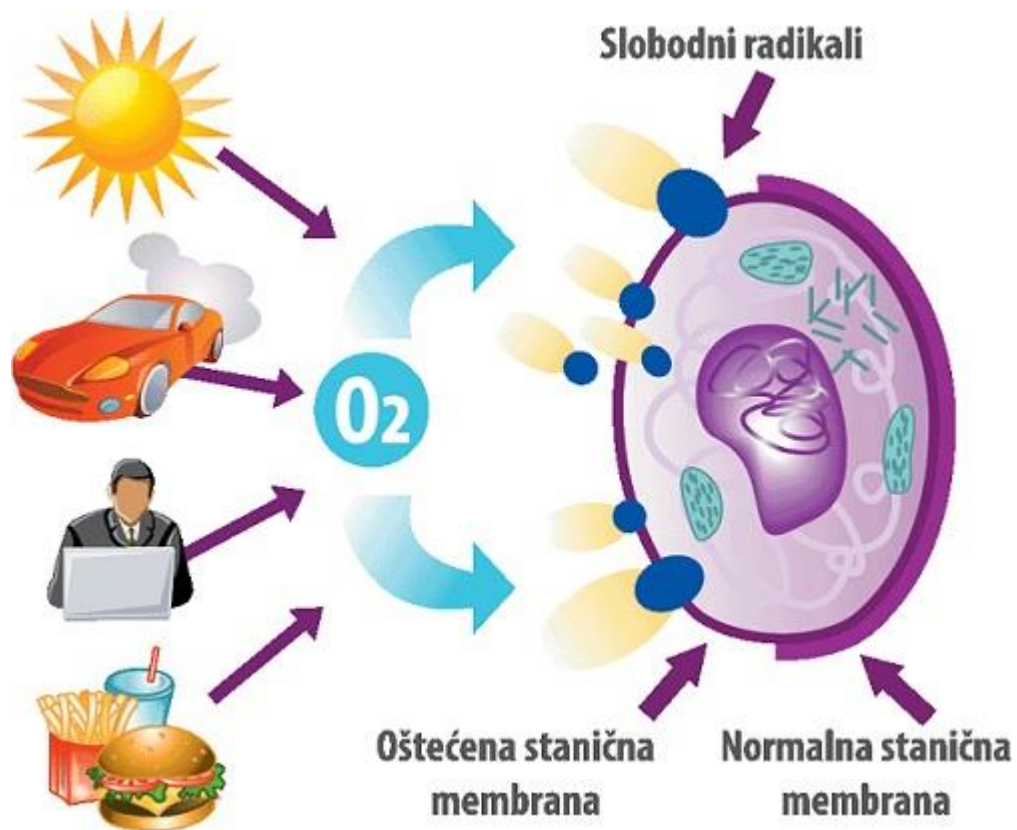 Slobodni radikali
O2
Oštećena stanična
membrana
Normalna stanična
membrana